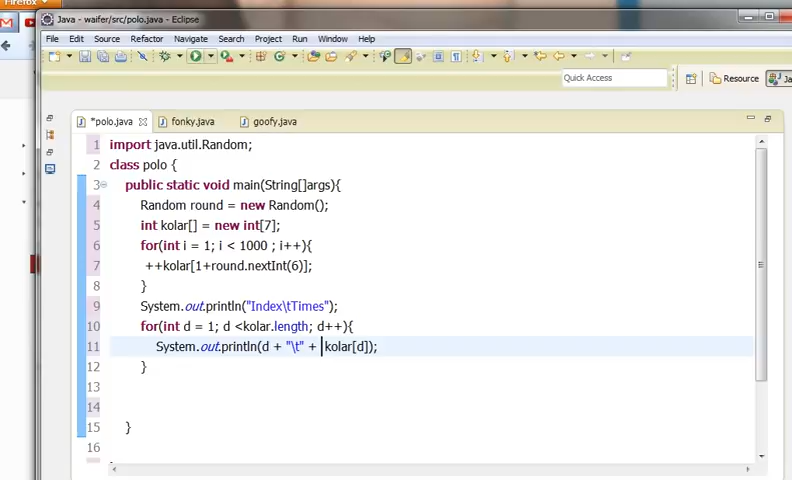 Firefox
Java - waifer/src/polo.java - Eclipse
File Edit Source Refactor Navigate Search Project Run Window Help
Quick Access
Resource
*polo.java fonky.java goofy.java
1 import java.util.Random;
2 class polo {
3 public static void main(String[]args){
4 Random round = new Random();
5 int kolar[] = new int[7];
6 for(int i = 1; i < 1000 ; i++){
7 ++kolar[1+round.nextInt(6)];
8 }
9 System.out.println("Index\tTimes");
10 for(int d = 1; d <kolar.length; d++){
11 System.out.println(d + "\t" + kolar[d]);
12 }
14
15 }
16